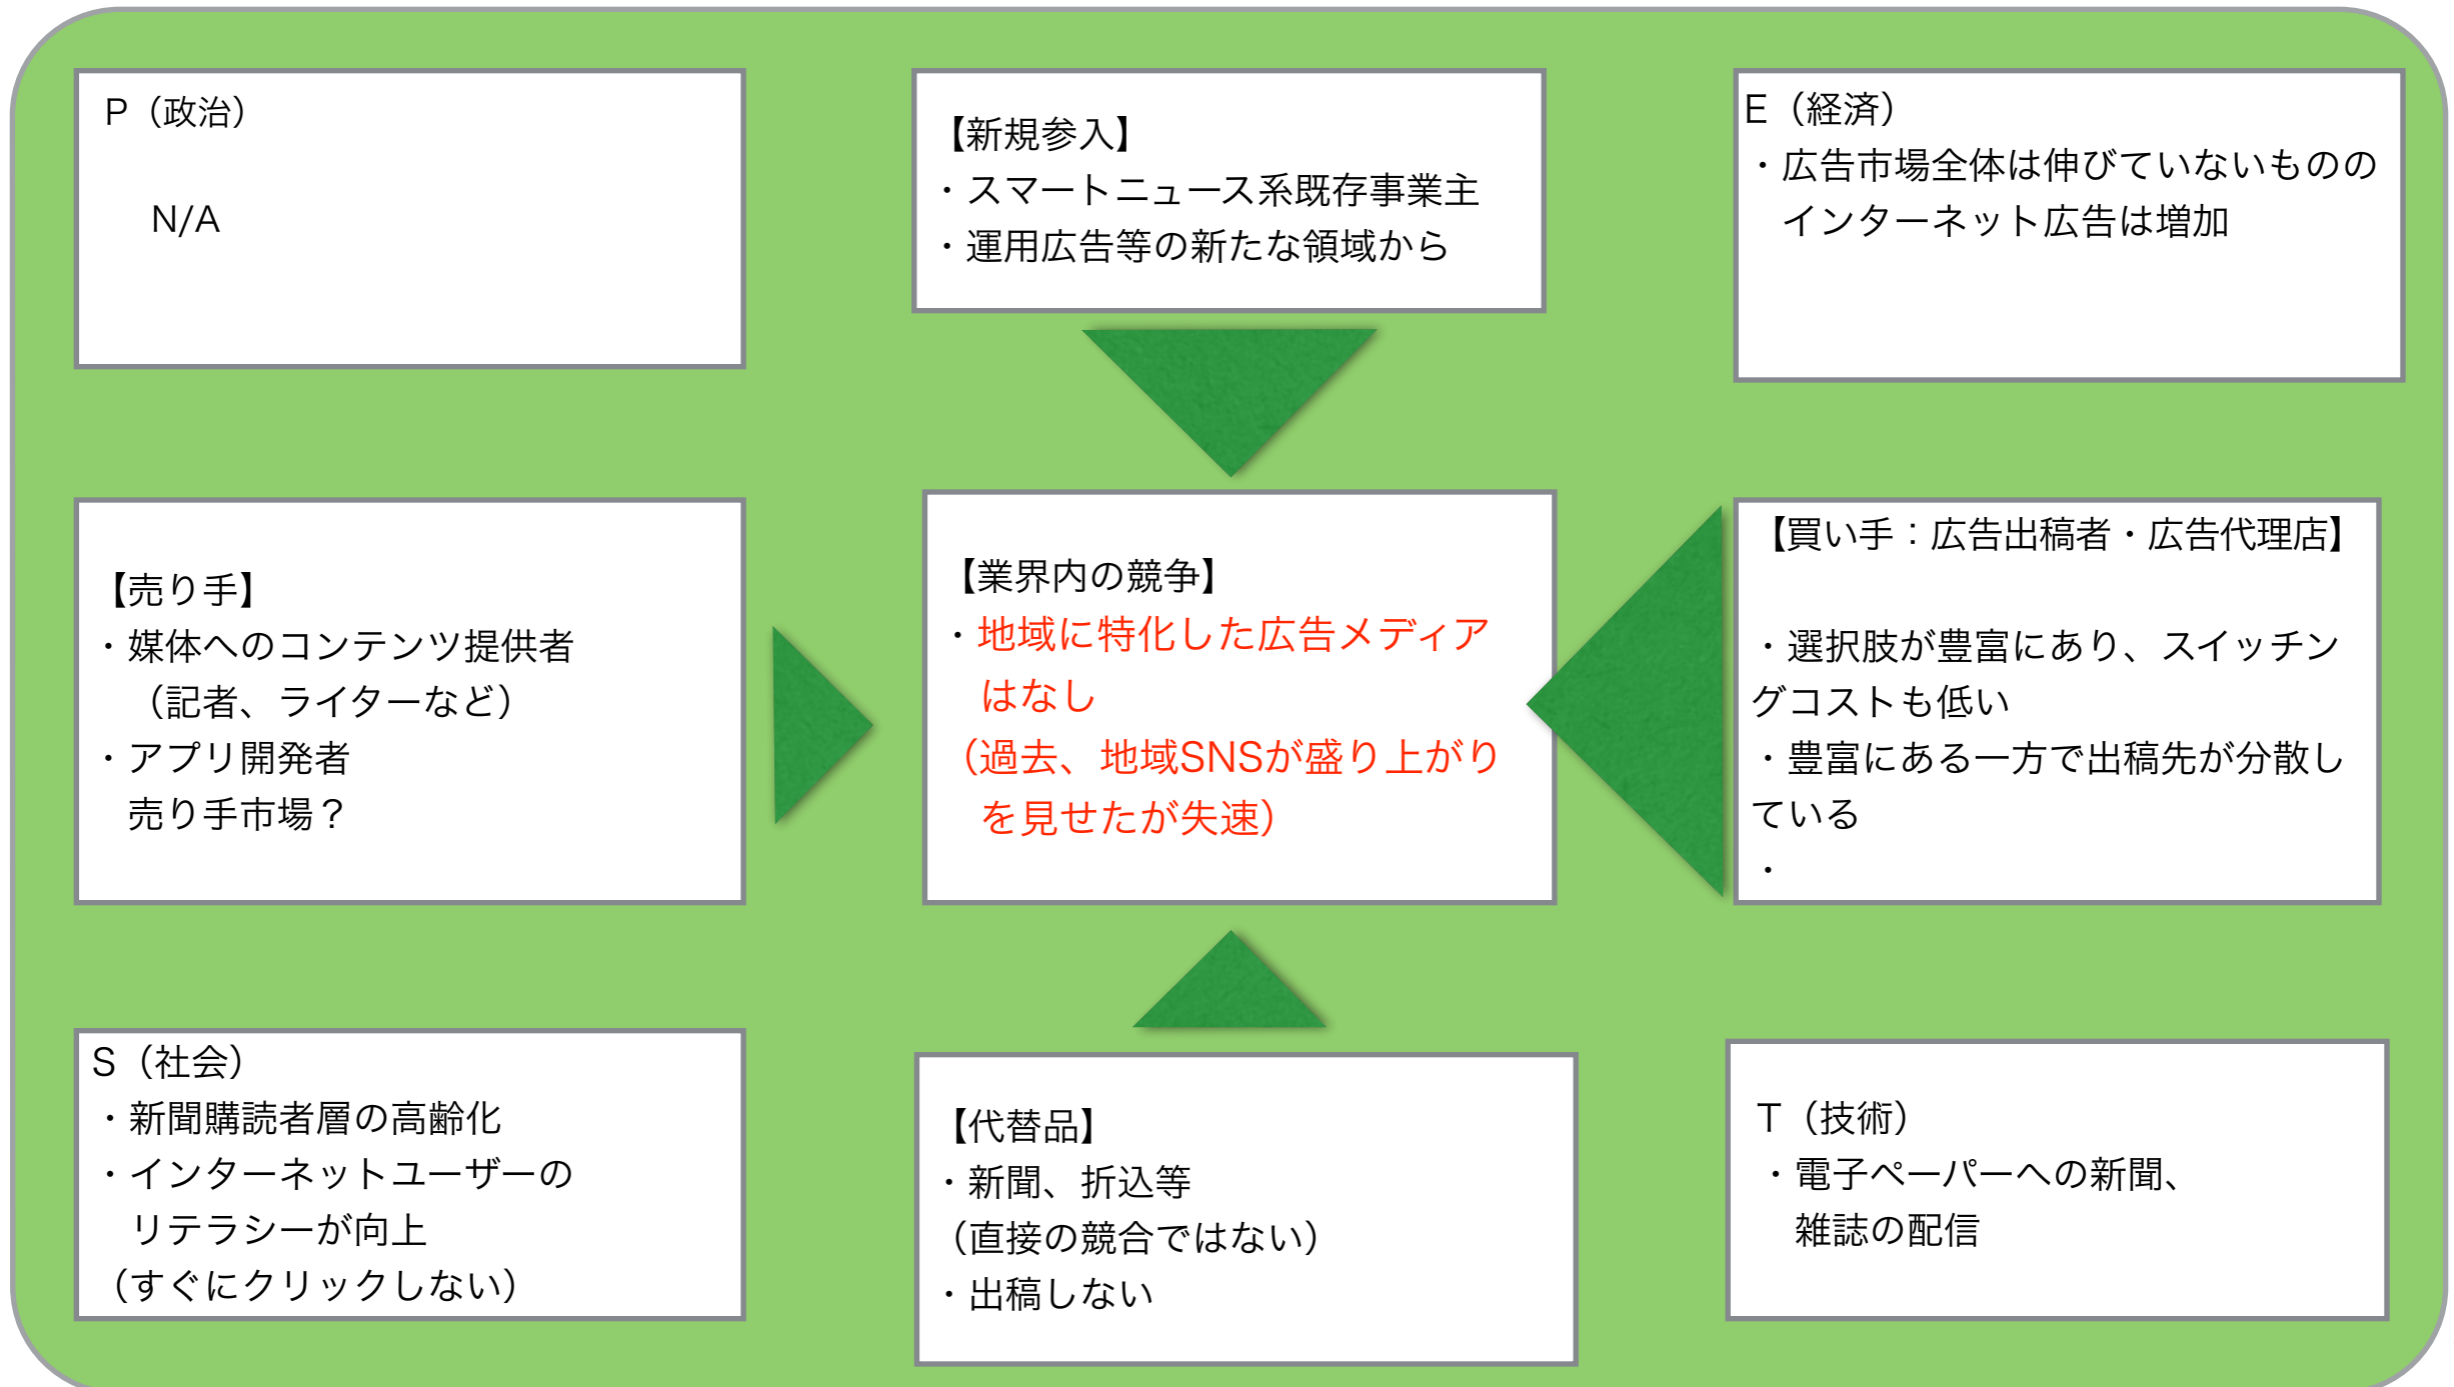 P（政治）
N/A
【新規参入】
・スマートニュース系既存事業主
・運用広告等の新たな領域から
E（経済）
・広告市場全体は伸びていないものの
インターネット広告は増加
【売り手】
・媒体へのコンテンツ提供者
（記者、ライターなど）
・アプリ開発者
売り手市場？
【業界内の競争】
・地域に特化した広告メディア
はなし
（過去、地域SNSが盛り上がり
を見せたが失速）
【買い手：広告出稿者・広告代理店】
・選択肢が豊富にあり、スイッチン
グコストも低い
・豊富にある一方で出稿先が分散し
ている
・
S（社会）
・新聞購読者層の高齢化
・インターネットユーザーの
リテラシーが向上
（すぐにクリックしない）
【代替品】
・新聞、折込等
（直接の競合ではない）
・出稿しない
T（技術）
・電子ペーパーへの新聞、
雑誌の配信